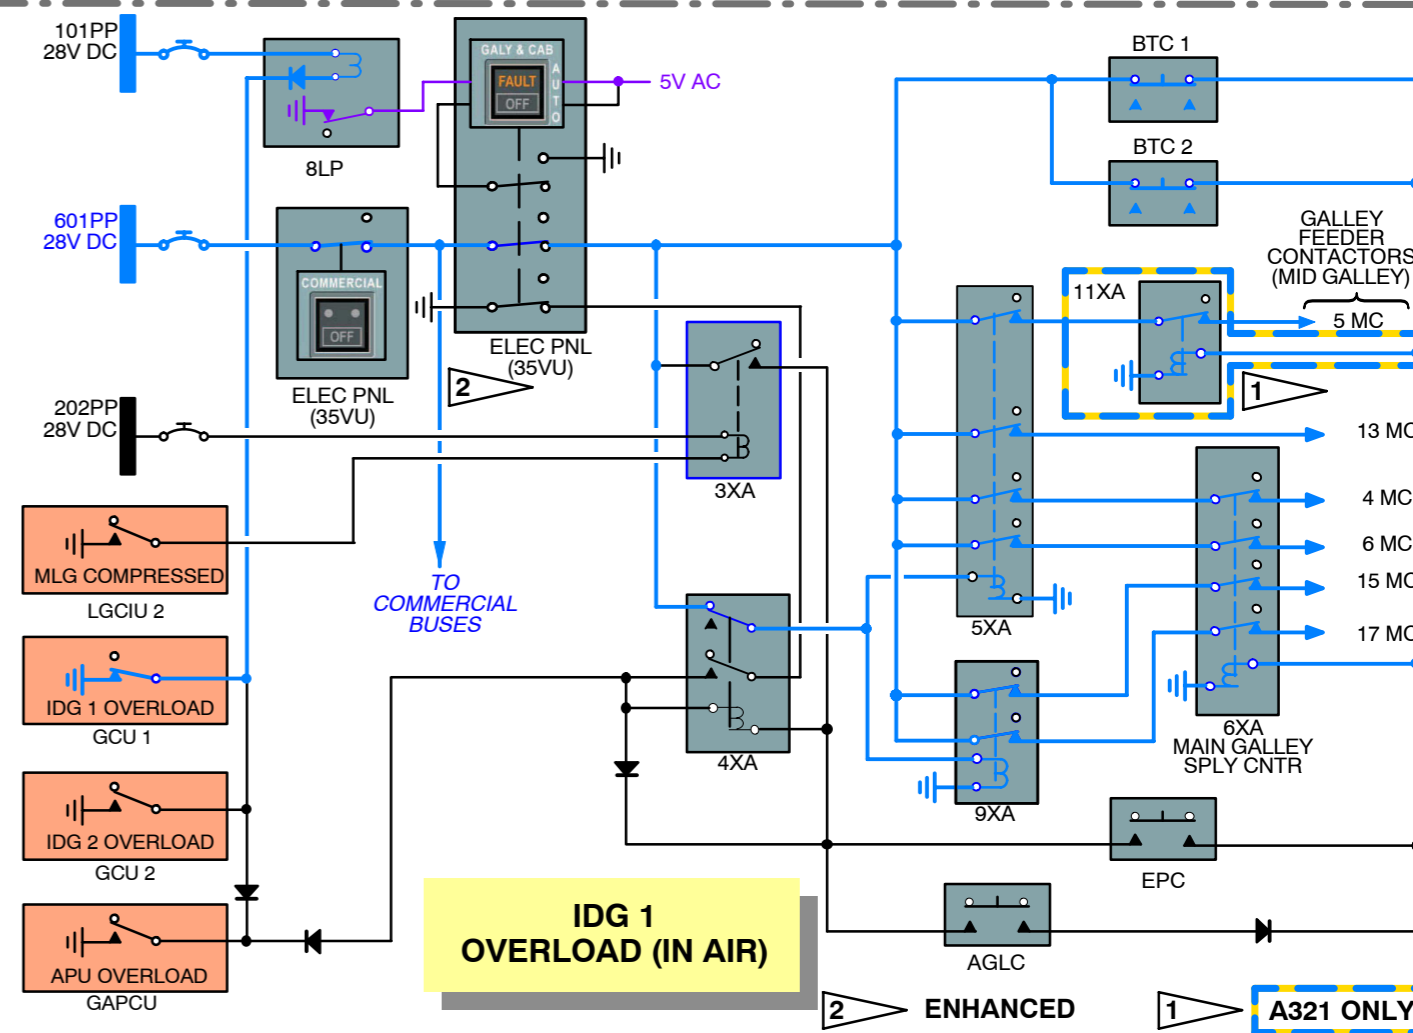 101PP
28V DC
8LP
GALY & CAB
FAULT
OFF
AUTO
5V AC
BTC 1
BTC 2
601PP
28V DC
COMMERCIAL
OFF
ELEC PNL
(35VU)
ELEC PNL
(35VU)
2
GALLEY
FEEDER
CONTACTORS
(MID GALLEY)
11XA
5 MC
1
202PP
28V DC
3XA
13 MC
4 MC
6 MC
15 MC
17 MC
MLG COMPRESSED
LGCIU 2
TO
COMMERCIAL
BUSES
5XA
IDG 1 OVERLOAD
GCU 1
4XA
6XA
MAIN GALLEY
SPLY CNTR
9XA
IDG 2 OVERLOAD
GCU 2
EPC
APU OVERLOAD
GAPCU
IDG 1
OVERLOAD (IN AIR)
AGLC
2 ENHANCED
1 A321 ONLY